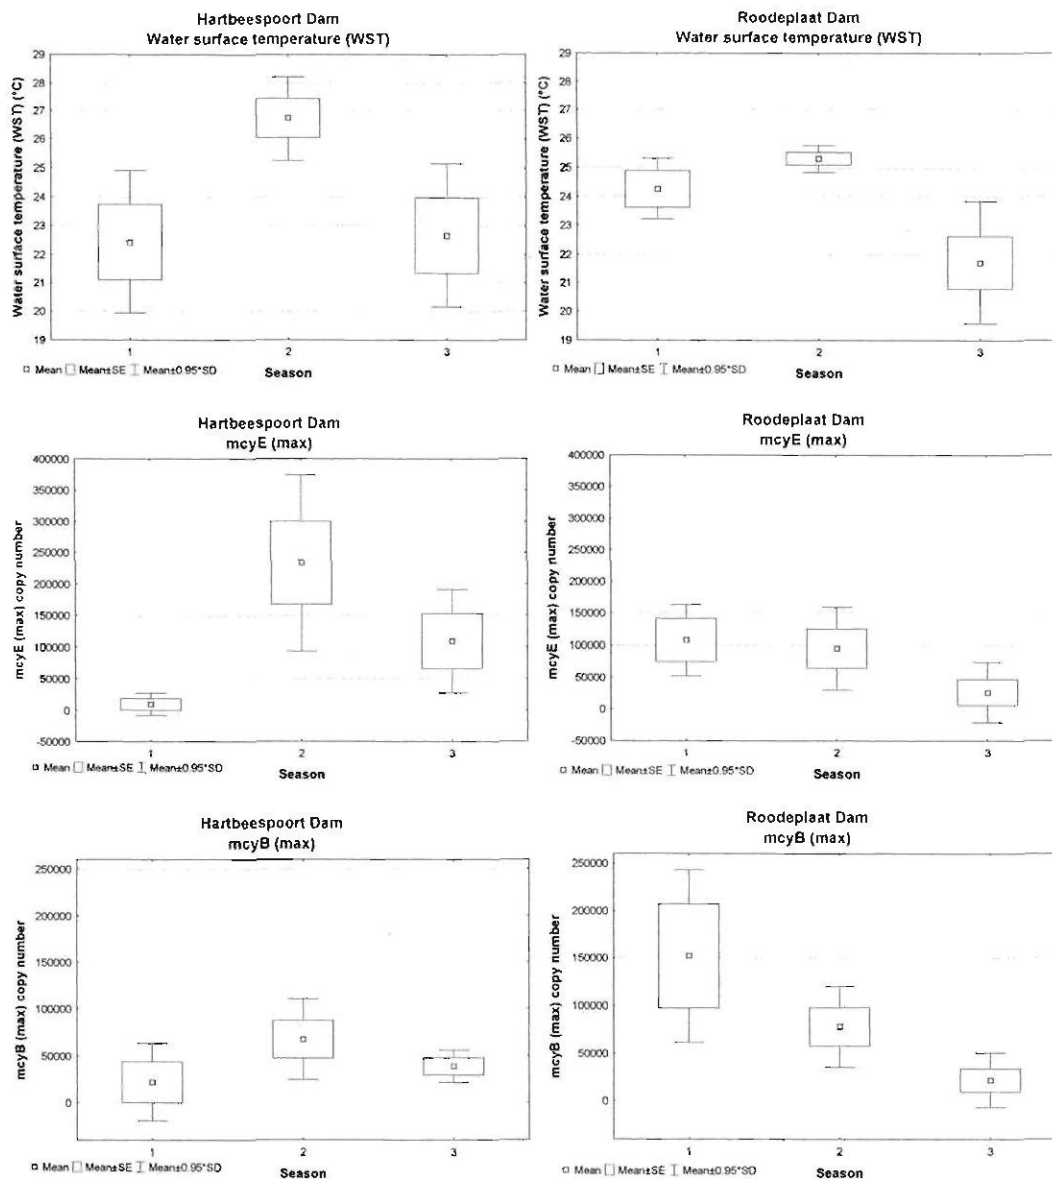 Hartbeespoort Dam
Water surface temperature (WST)
Water surface temperature (WST) (°C)
29
28
27
26
25
24
23
22
21
20
19
1
2
3
Mean Mean±SE Mean±0.95*SD
Season
Roodeplaat Dam
Water surface temperature (WST)
Water surface temperature (WST) (°C)
29
28
27
26
25
24
23
22
21
20
19
1
2
3
Mean Mean±SE Mean±0.95*SD
Season
Hartbeespoort Dam
mcyE (max)
mcyE (max) copy number
400000
350000
300000
250000
200000
150000
100000
50000
0
-50000
1
2
3
Mean Mean±SE Mean±0.95*SD
Season
Roodeplaat Dam
mcyE (max)
mcyE (max) copy number
400000
350000
300000
250000
200000
150000
100000
50000
0
-50000
1
2
3
Mean Mean±SE Mean±0.95*SD
Season
Hartbeespoort Dam
mcyB (max)
mcyB (max) copy number
250000
200000
150000
100000
50000
0
1
2
3
Mean Mean±SE Mean±0.95*SD
Season
Roodeplaat Dam
mcyB (max)
mcyB (max) copy number
250000
200000
150000
100000
50000
0
1
2
3
Mean Mean±SE Mean±0.95*SD
Season